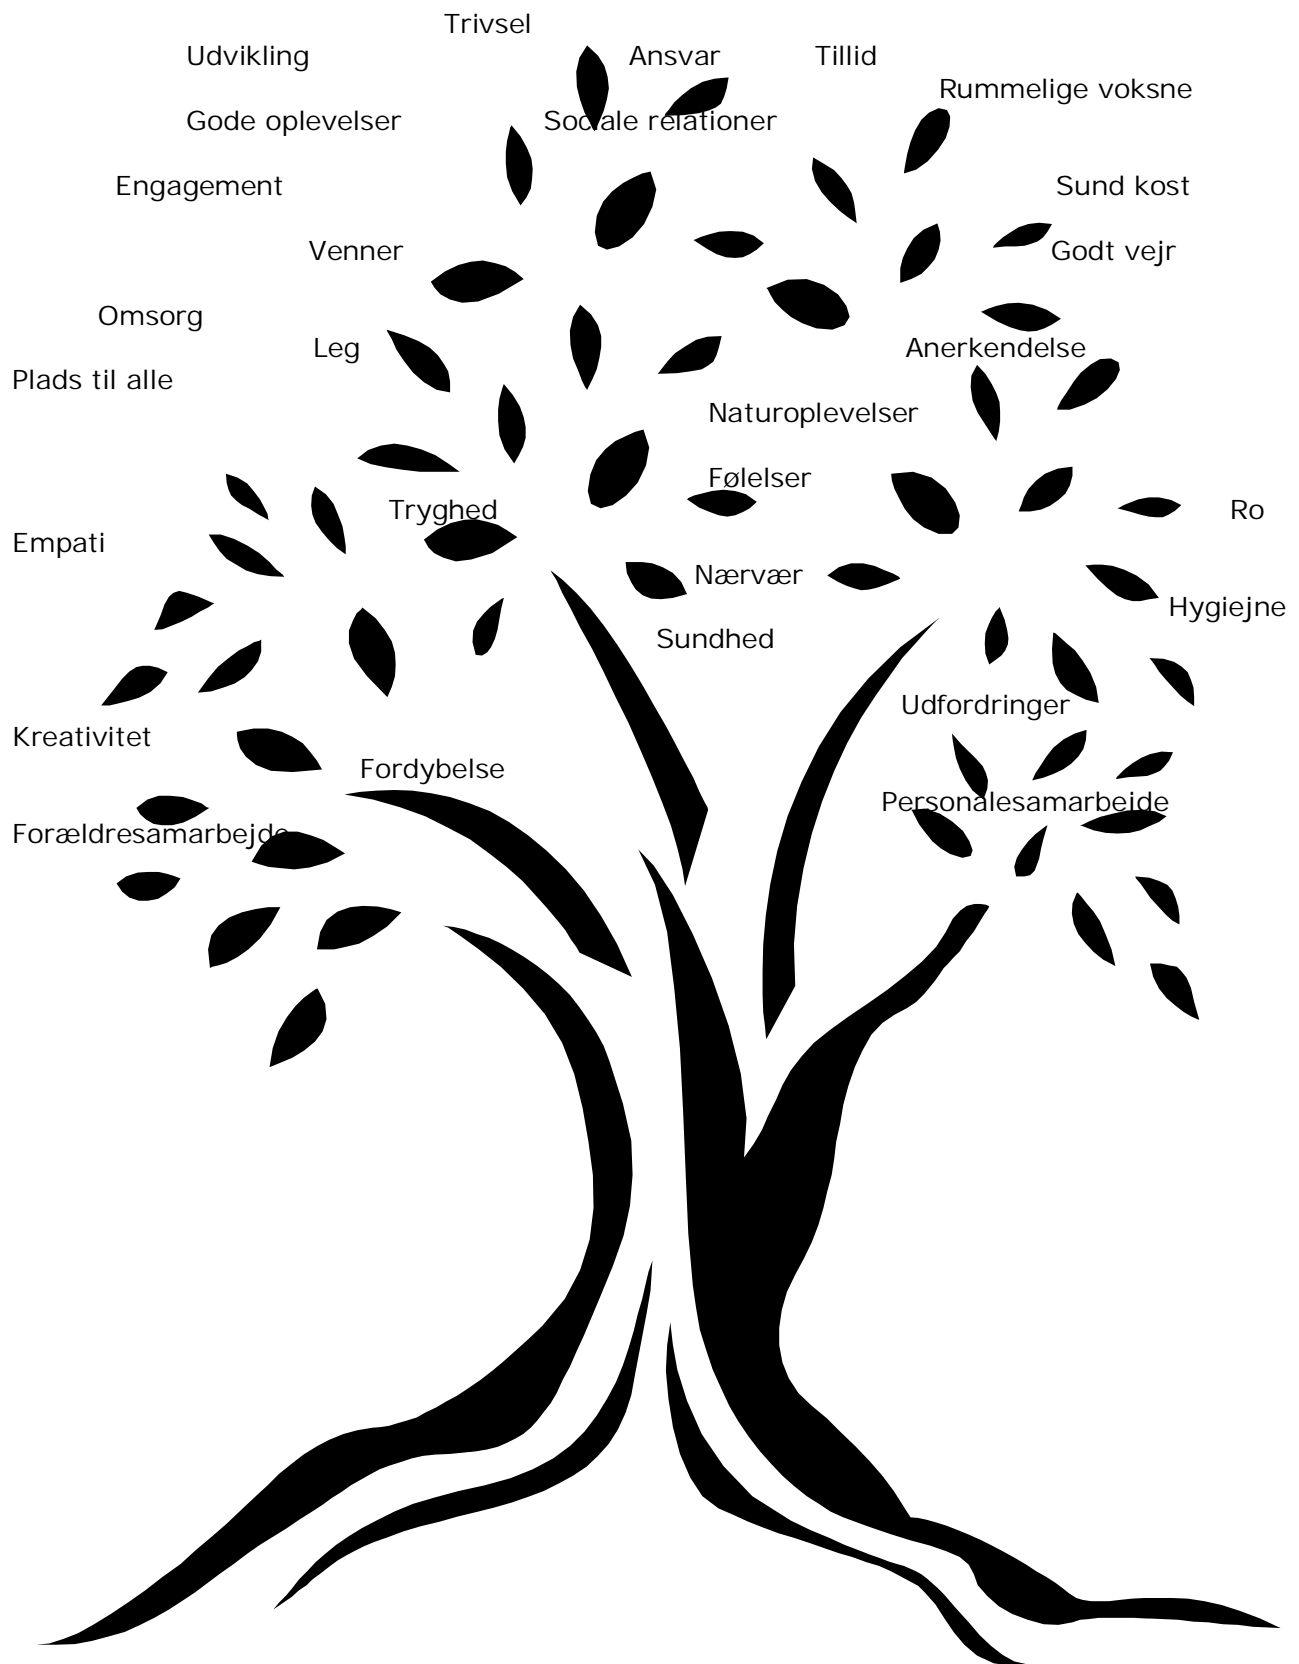 Trivsel
Udvikling
Ansvar
Tillid
Rummelige voksne
Gode oplevelser
Sociale relationer
Engagement
Sund kost
Venner
Godt vejr
Omsorg
Leg
Anerkendelse
Plads til alle
Naturoplevelser
Følelser
Tryghed
Ro
Empati
Nærvær
Hygiejne
Sundhed
Udfordringer
Kreativitet
Fordybelse
Personalesamarbejde
Forældresamarbejde